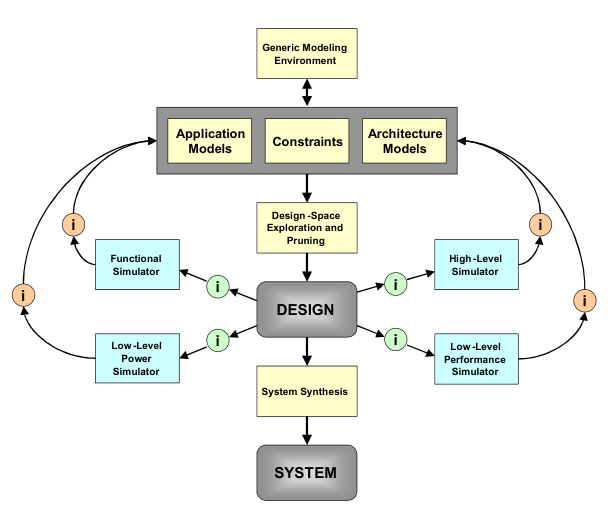 Generic Modeling
Environment
Application
Models
Constraints
Architecture
Models
Design-Space
Exploration and
Pruning
i
i
Functional
Simulator
High-Level
Simulator
i
i
i
DESIGN
i
i
i
Low-Level
Power
Simulator
Low-Level
Performance
Simulator
System Synthesis
SYSTEM